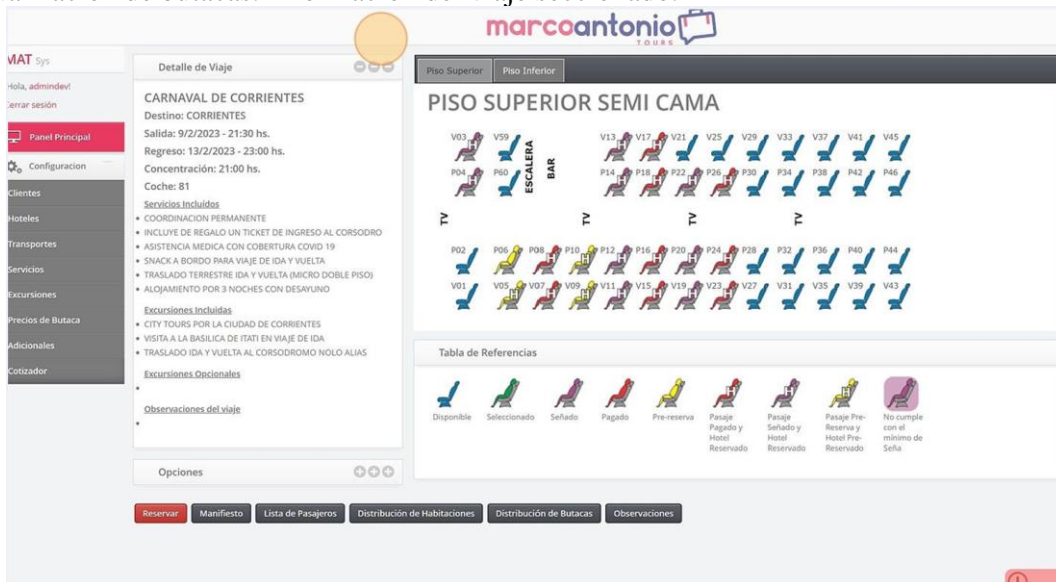 marcoantonio
TOURS
MAT Sys
Hola, admindev!
Cerrar sesión
Panel Principal
Configuracion
Clientes
Hoteles
Transportes
Servicios
Excursiones
Precios de Butaca
Adicionales
Cotizador
Detalle de Viaje
CARNAVAL DE CORRIENTES
Destino: CORRIENTES
Salida: 9/2/2023 - 21:30 hs.
Regreso: 13/2/2023 - 23:00 hs.
Concentración: 21:00 hs.
Coche: 81
Servicios Incluídos
COORDINACION PERMANENTE
INCLUYE DE REGALO UN TICKET DE INGRESO AL CORSODRO
ASISTENCIA MEDICA CON COBERTURA COVID 19
SNACK A BORDO PARA VIAJE DE IDA Y VUELTA
TRASLADO TERRESTRE IDA Y VUELTA (MICRO DOBLE PISO)
ALOJAMIENTO POR 3 NOCHES CON DESAYUNO
Excursiones Incluidas
CITY TOURS POR LA CIUDAD DE CORRIENTES
VISITA A LA BASILICA DE ITATI EN VIAJE DE IDA
TRASLADO IDA Y VUELTA AL CORSODROMO NOLO ALIAS
Excursiones Opcionales
Observaciones del viaje
Opciones
Piso Superior Piso Inferior
PISO SUPERIOR SEMI CAMA
V03 V59 V13 V17 V21 V25 V29 V33 V37 V41 V45
ESCALERA
BAR
P04 P60 P14 P18 P22 P26 P30 P34 P38 P42 P46
TV TV TV TV
P02 P06 P08 P10 P12 P16 P20 P24 P28 P32 P36 P40 P44
V01 V05 V07 V09 V11 V15 V19 V23 V27 V31 V35 V39 V43
Tabla de Referencias
Disponible
Seleccionado
Señado
Pagado
Pre-reserva
Pasaje
Pagado y
Hotel
Reservado
Pasaje
Señado y
Hotel
Reservado
Pasaje Pre-
Reserva y
Hotel Pre-
Reservado
No cumple
con el
mínimo de
Seña
Reservar Manifiesto Lista de Pasajeros Distribución de Habitaciones Distribución de Butacas Observaciones